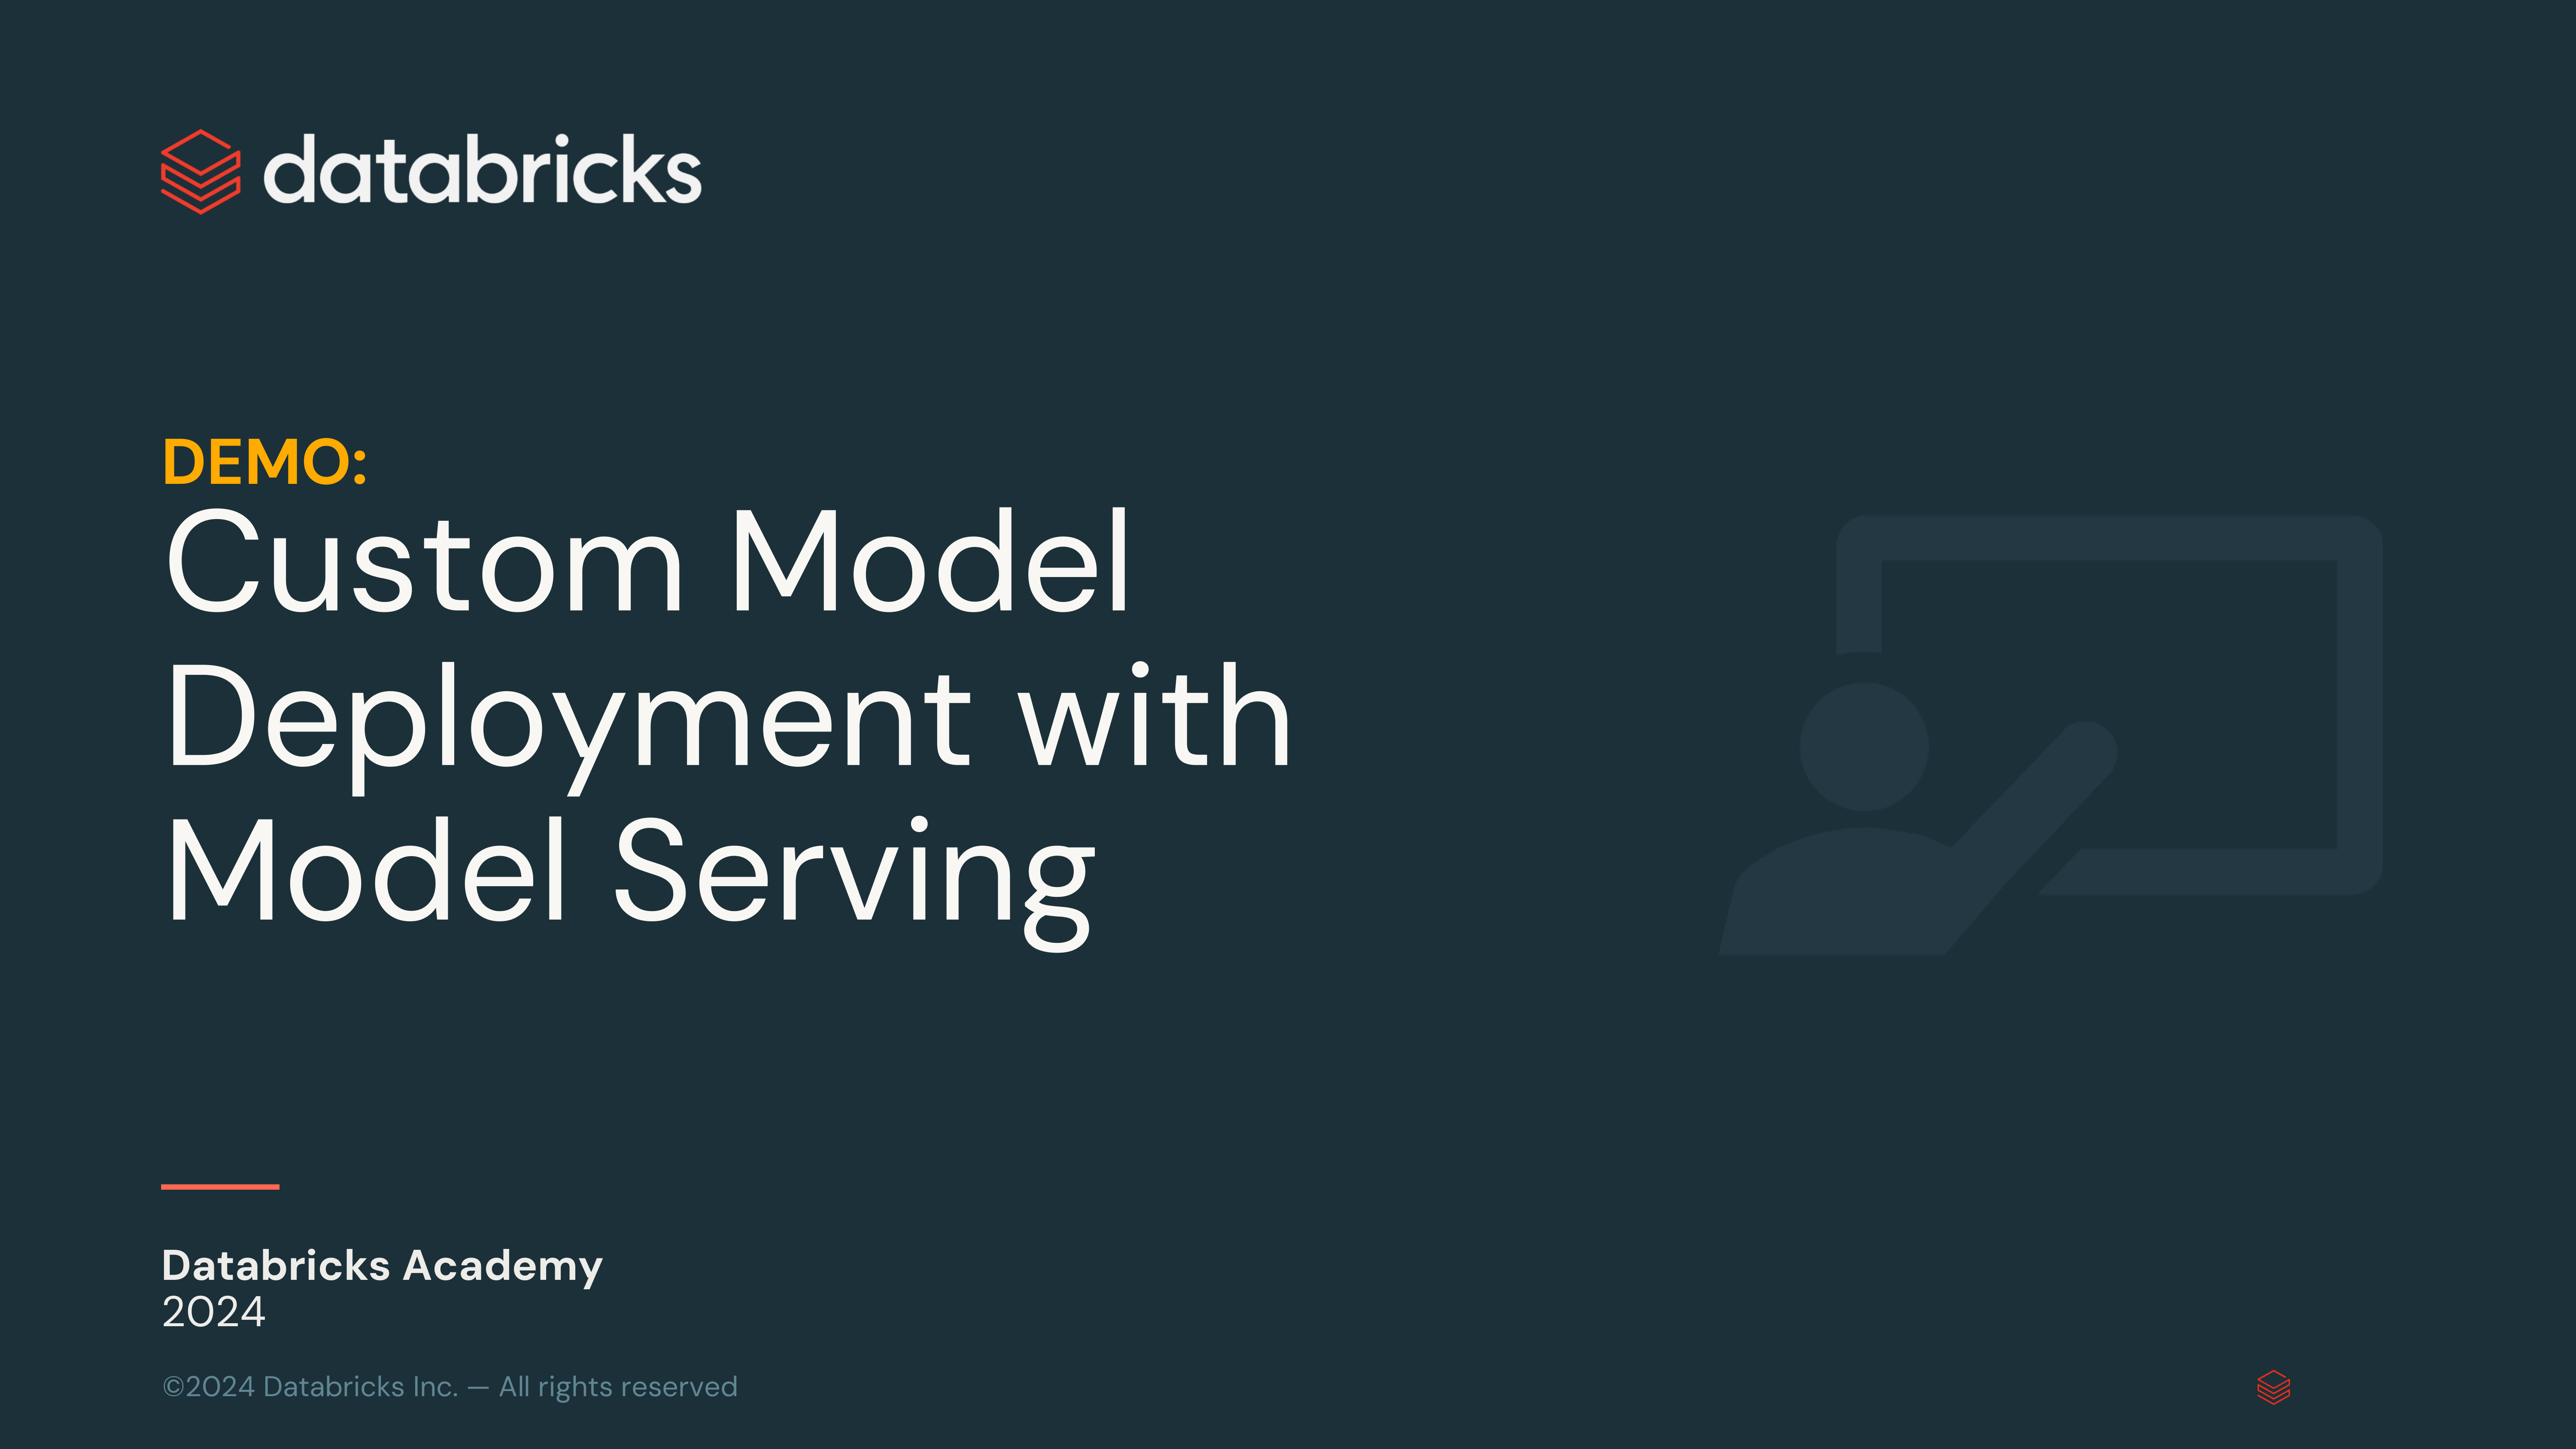 databricks
DEMO:
Custom Model
Deployment with
Model Serving
Databricks Academy
2024
©2024 Databricks Inc. — All rights reserved